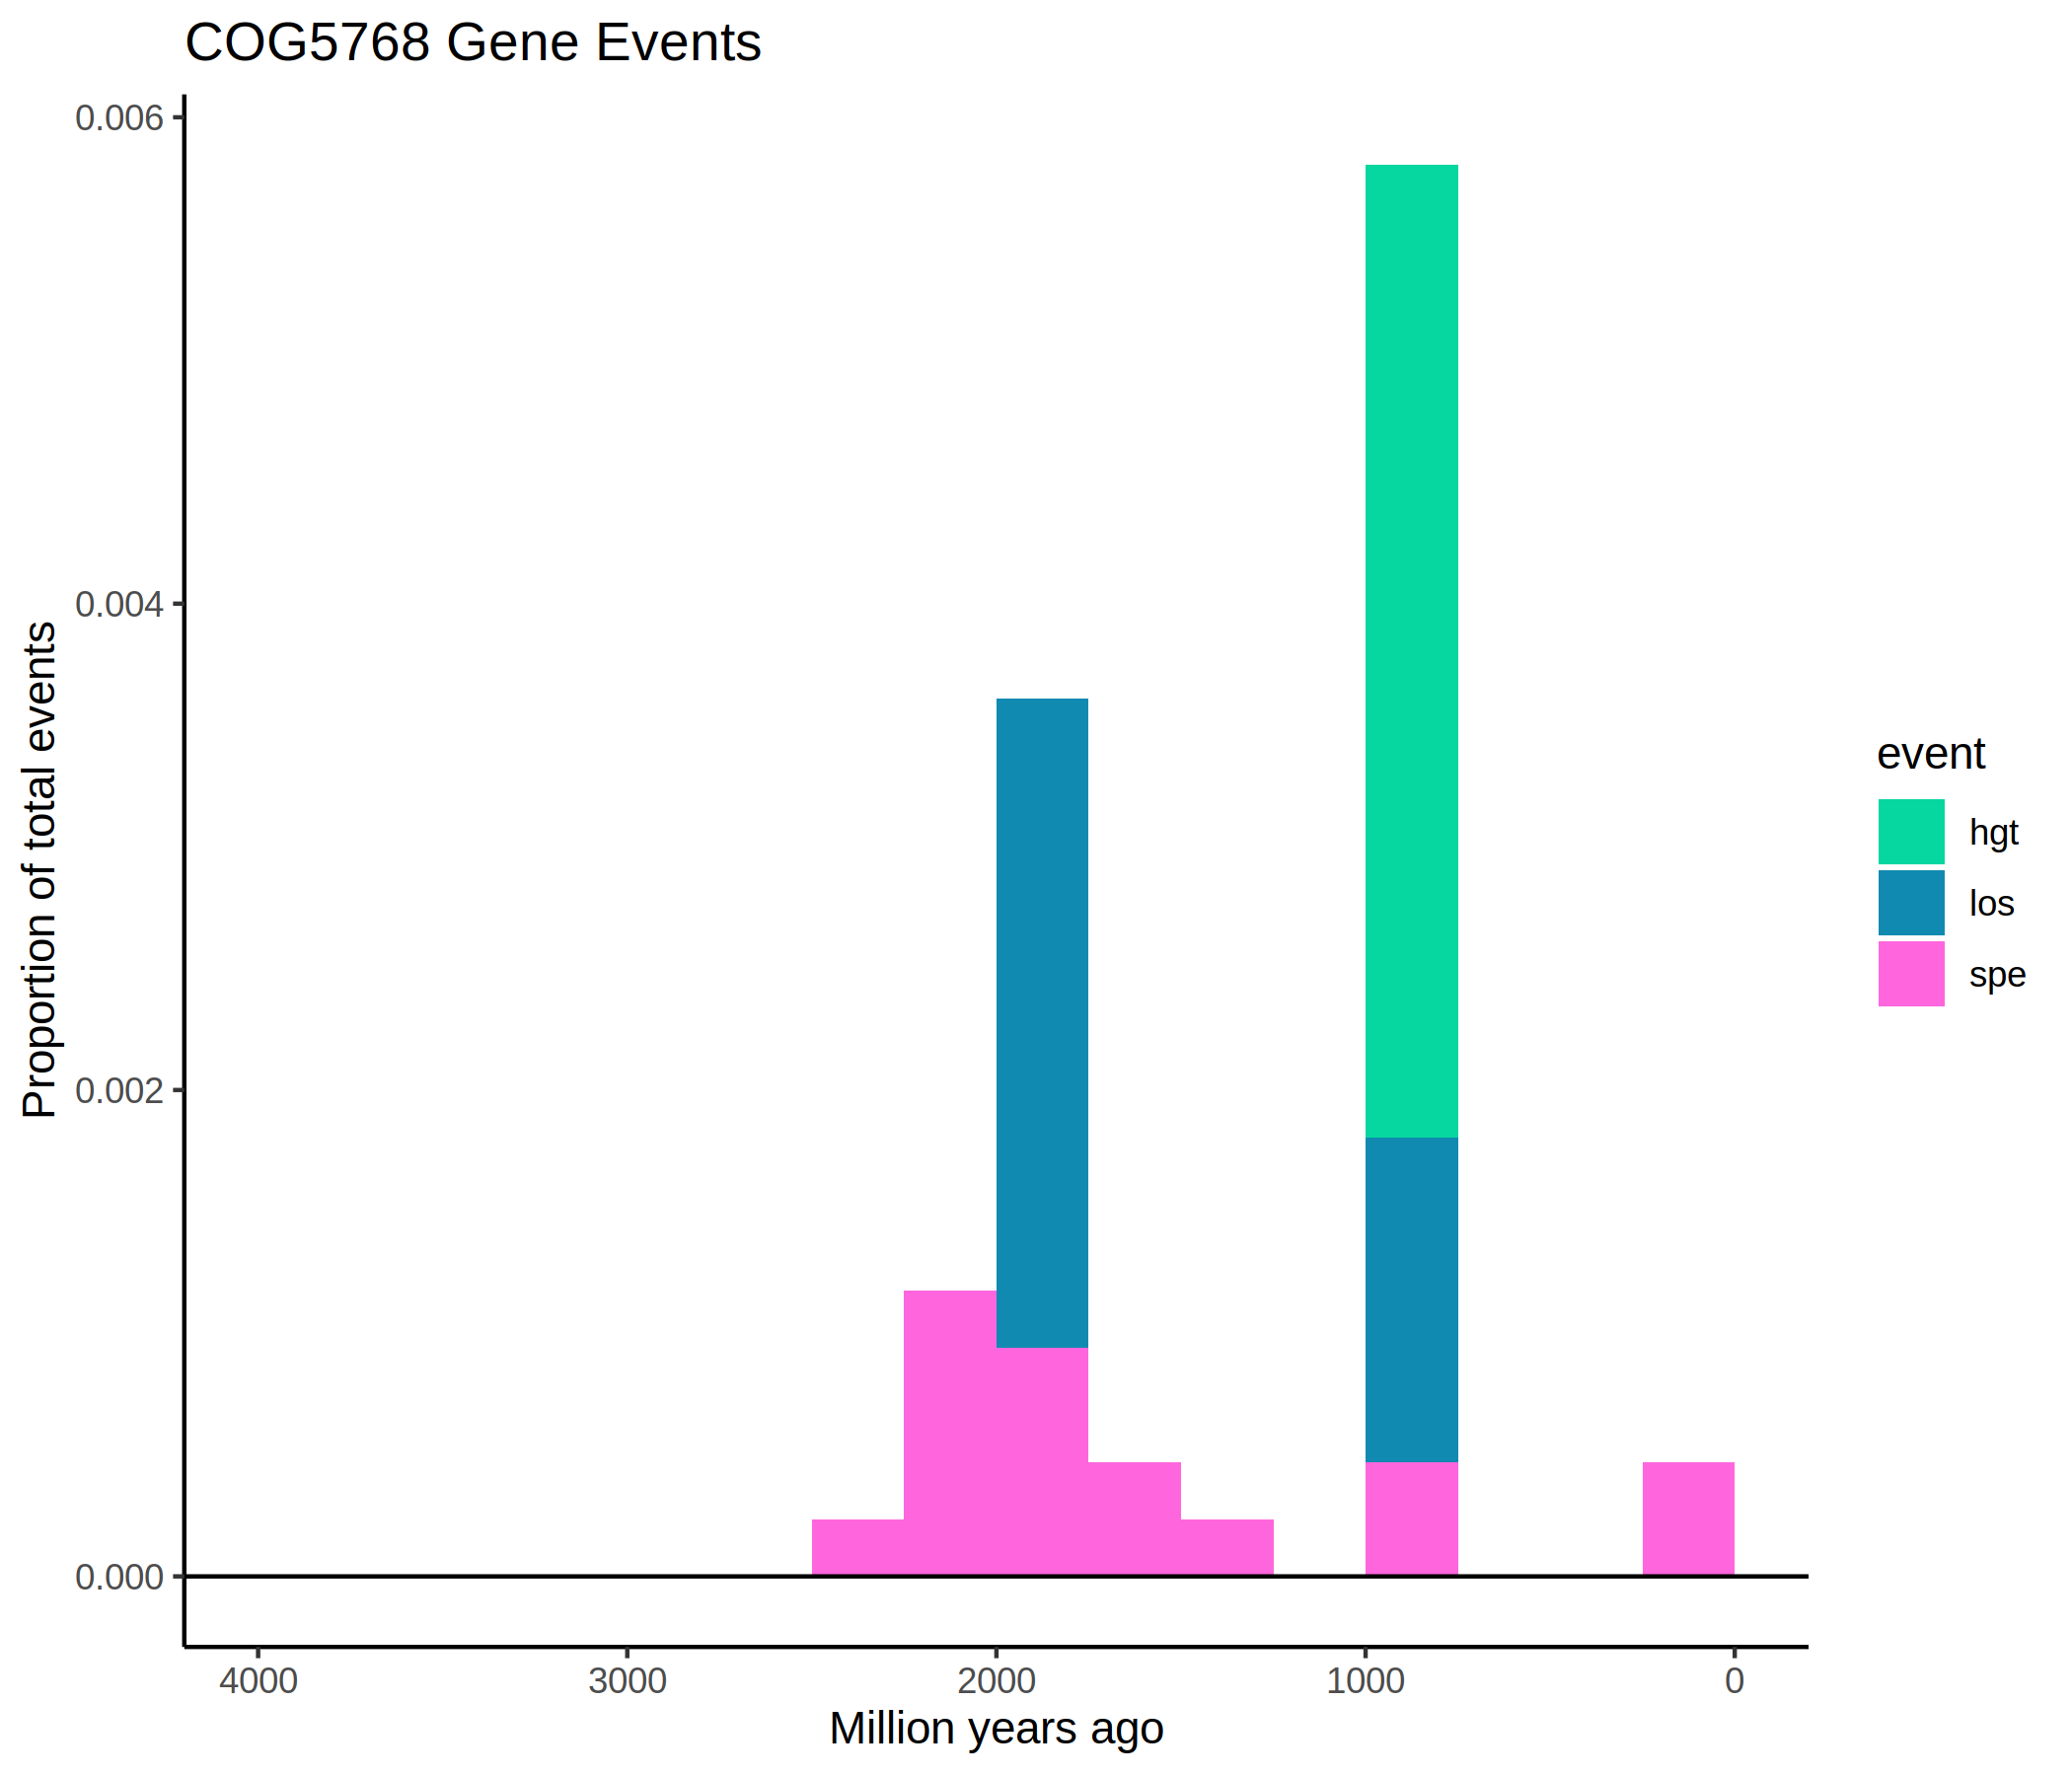 COG5768 Gene Events
Proportion of total events
0.006
0.004
0.002
0.000
4000 3000 2000 1000 0
Million years ago
event
hgt
los
spe